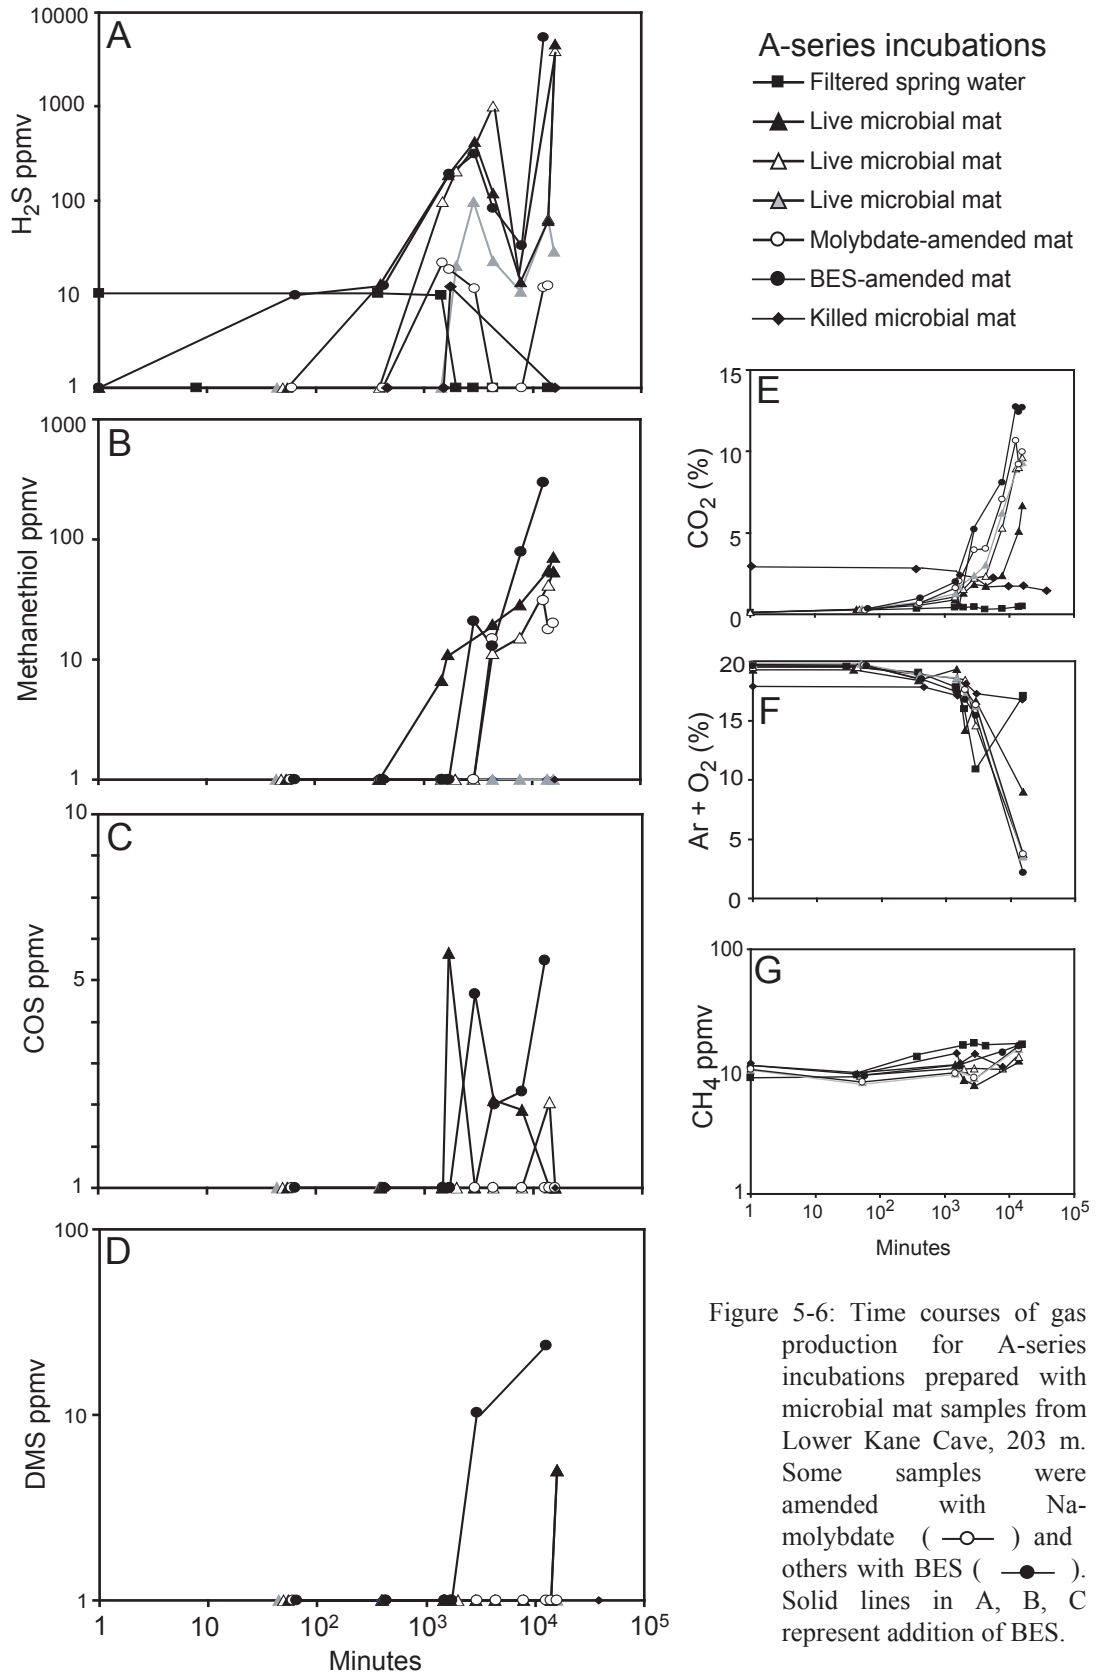 A
10000
1000
100
10
1
H2S ppmv
B
1000
100
10
1
Methanethiol ppmv
C
10
5
1
COS ppmv
D
100
10
1
DMS ppmv
1 10 10² 10³ 10⁴ 10⁵
Minutes
A-series incubations
Filtered spring water
Live microbial mat
Live microbial mat
Live microbial mat
Molybdate-amended mat
BES-amended mat
Killed microbial mat
E
15
10
5
0
CO2 (%)
F
20
15
10
5
0
Ar + O2 (%)
G
100
10
1
CH4 ppmv
1 10 10² 10³ 10⁴ 10⁵
Minutes
Figure 5-6: Time courses of gas
production for A-series
incubations prepared with
microbial mat samples from
Lower Kane Cave, 203 m.
Some samples were
amended with Na-
molybdate ( ) and
others with BES ( ).
Solid lines in A, B, C
represent addition of BES.